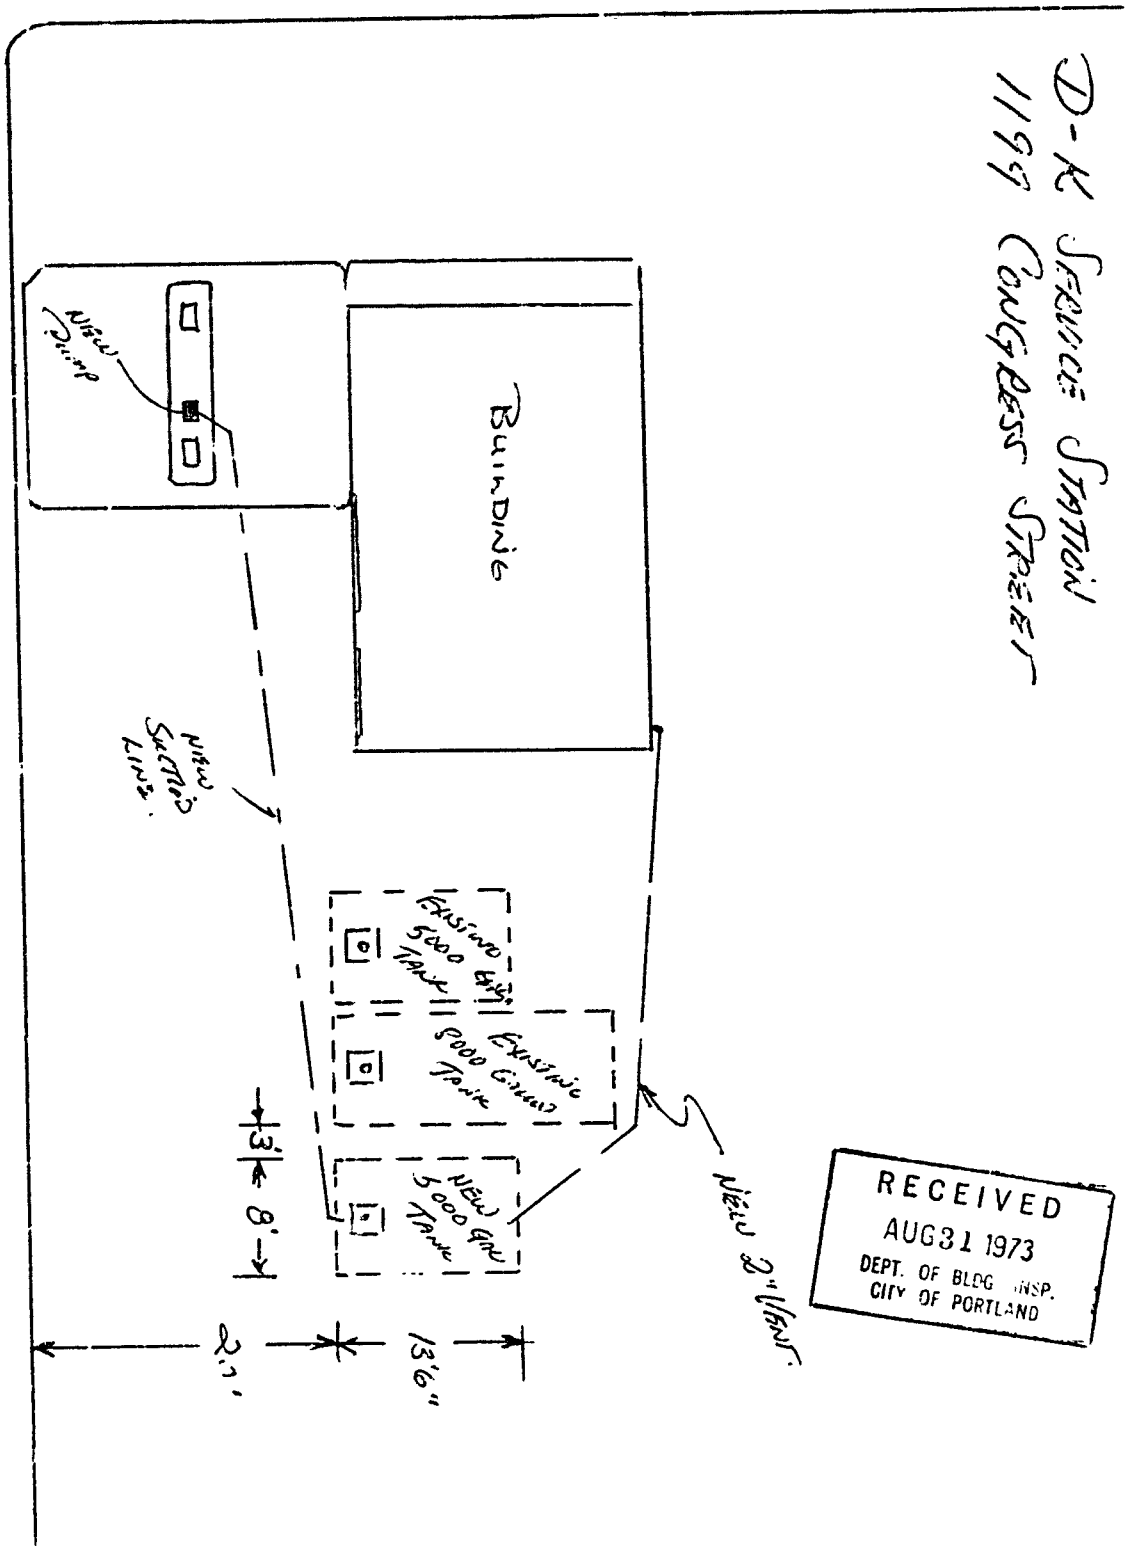 D-K SERVICE STATION
1199 CONGRESS STREET
BUILDING
NEW
PUMP
NEW
SUCTION
LINE.
EXISTING
5000 GAL
TANK
EXISTING
8000 GALLON
TANK
NEW
5000 GAL
TANK
3'
8'
13'6"
27'
NEW 2" VENT.
RECEIVED
AUG 31 1973
DEPT. OF BLDG. INSP.
CITY OF PORTLAND